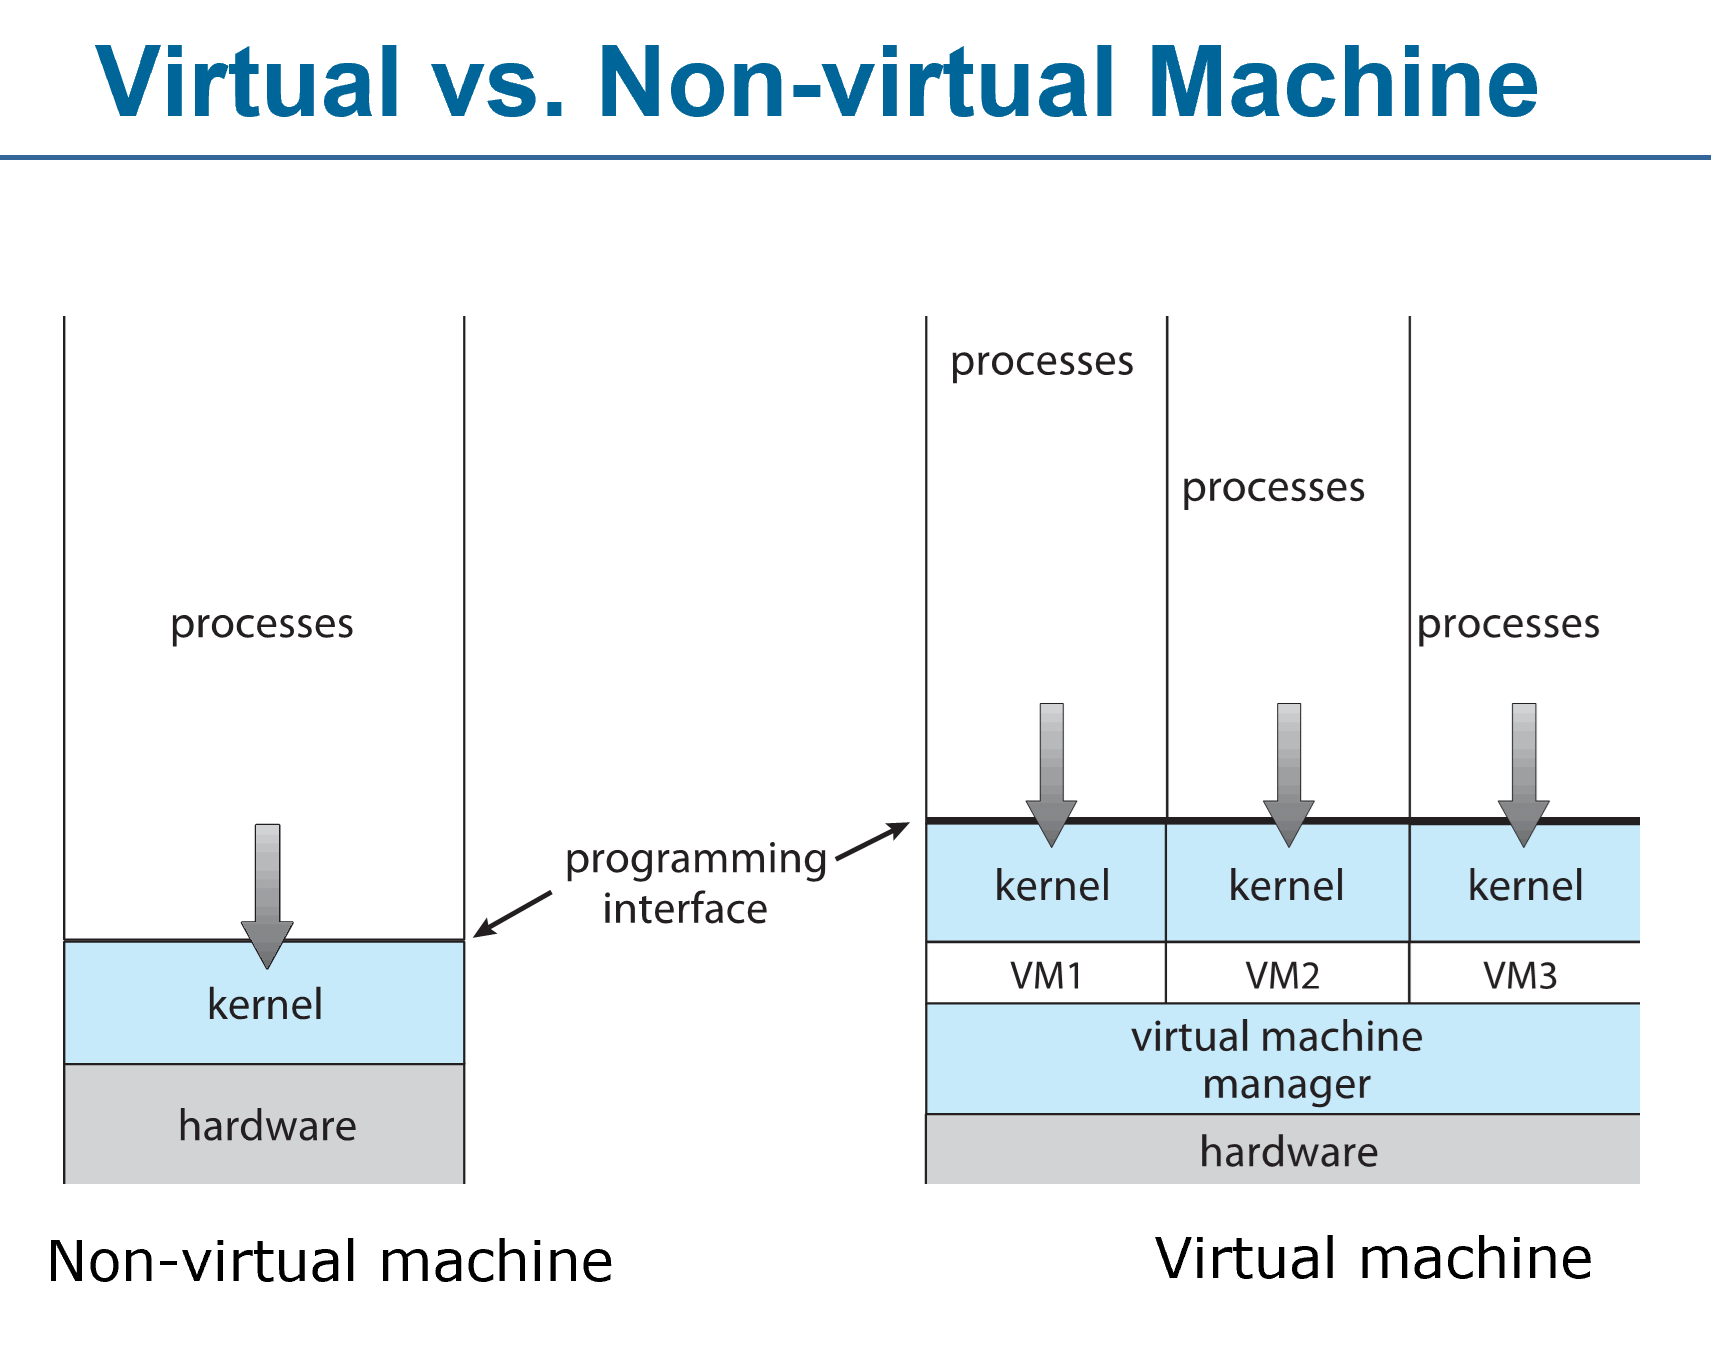 Virtual vs. Non-virtual Machine
processes
processes
processes
processes
programming
interface
kernel
hardware
kernel
kernel
kernel
VM1
VM2
VM3
virtual machine
manager
hardware
Non-virtual machine
Virtual machine